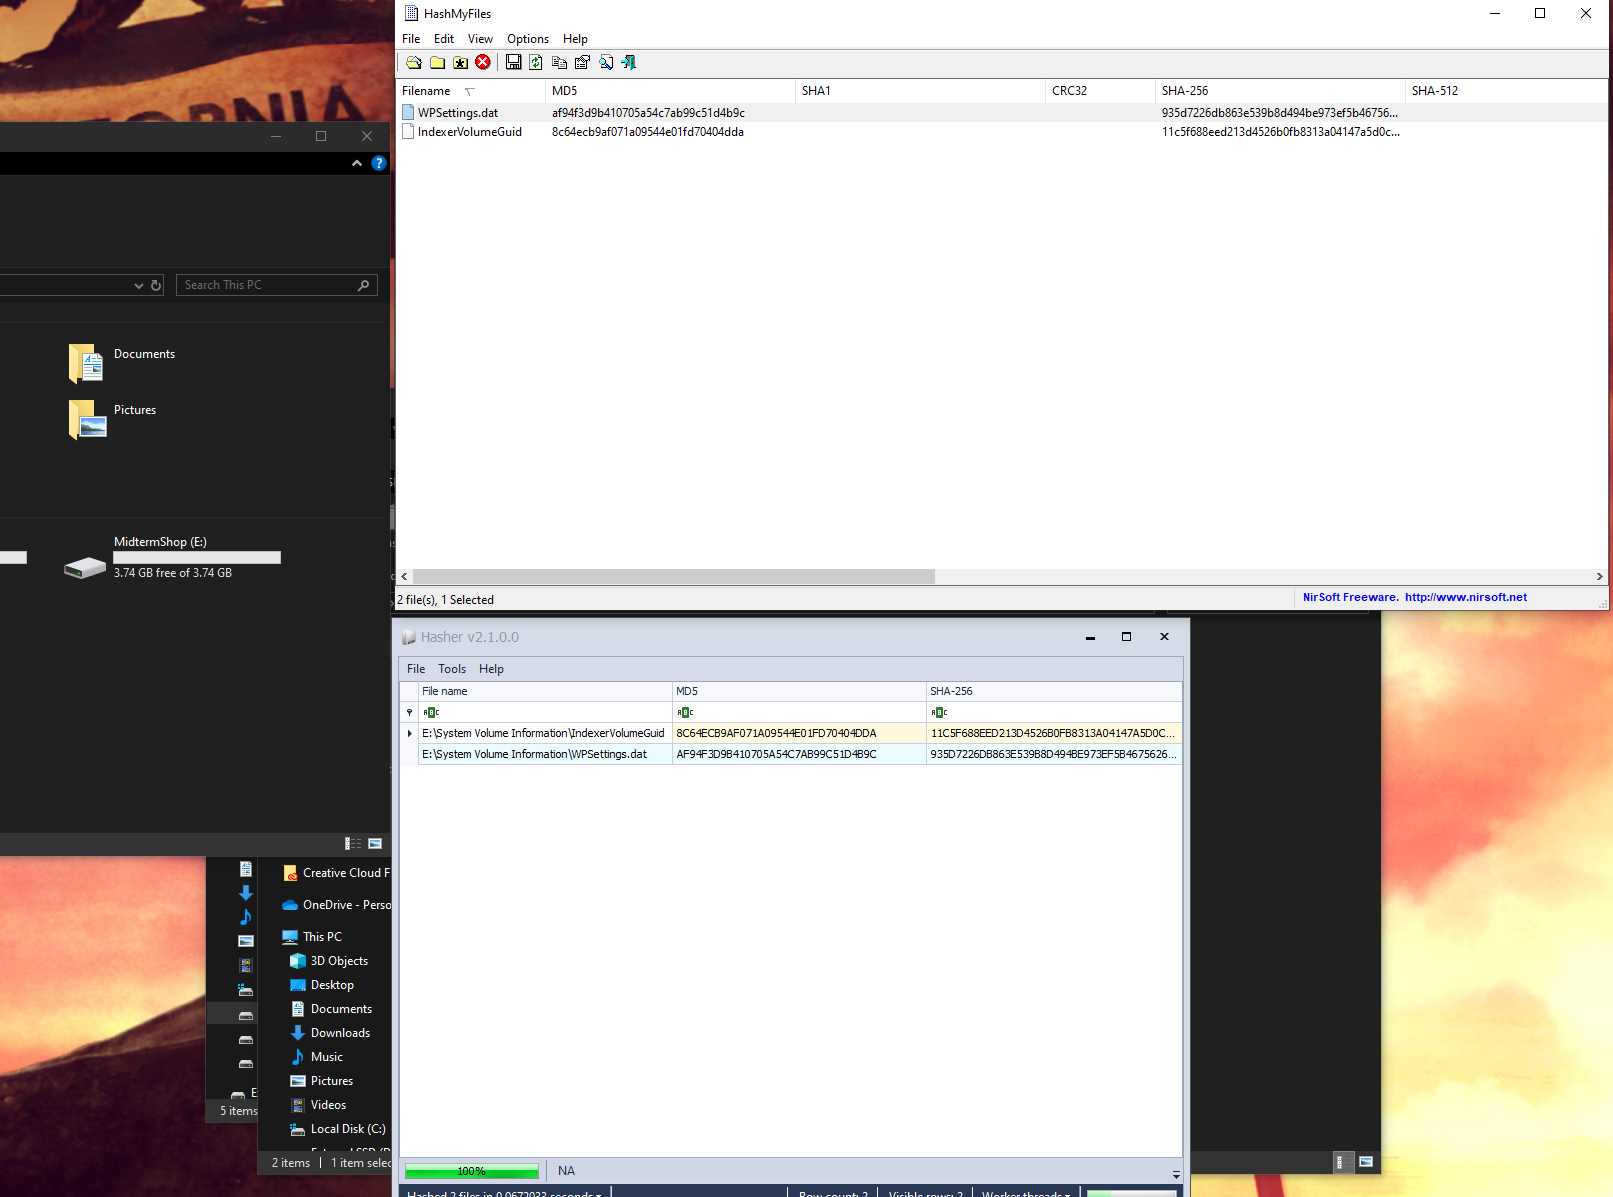 HashMyFiles
File Edit View Options Help
Filename MD5 SHA1 CRC32 SHA-256 SHA-512
WPSettings.dat af94f3d9b410705a54c7ab99c51d4b9c 935d7226db863e539b8d494be973ef5b46756...
IndexerVolumeGuid 8c64ecb9af071a09544e01fd70404dda 11c5f688eed213d4526b0fb8313a04147a5d0c...
2 file(s), 1 Selected
NirSoft Freeware. http://www.nirsoft.net
Search This PC
Documents
Pictures
MidtermShop (E:)
3.74 GB free of 3.74 GB
Hasher v2.1.0.0
File Tools Help
File name MD5 SHA-256
E:\System Volume Information\IndexerVolumeGuid 8C64ECB9AF071A09544E01FD70404DDA 11C5F688EED213D4526B0FB8313A04147A5D0C...
E:\System Volume Information\WPSettings.dat AF94F3D9B410705A54C7AB99C51D4B9C 935D7226DB863E539B8D494BE973EF5B4675626...
100% NA
Hashed 2 files in 0.0672033 seconds
Row count: 2
Visible rows: 2
Worker threads
Creative Cloud F
OneDrive - Perso
This PC
3D Objects
Desktop
Documents
Downloads
Music
Pictures
Videos
Local Disk (C:)
2 items 1 item selec
5 items